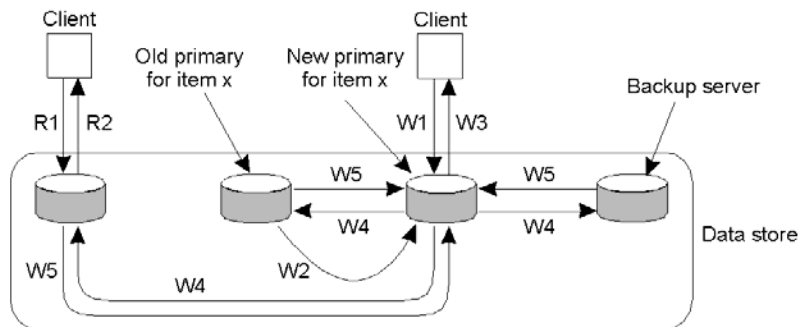 Client
Client
Old primary
for item x
New primary
for item x
Backup server
R1
R2
W1
W3
W5
W5
W4
W4
Data store
W5
W4
W2